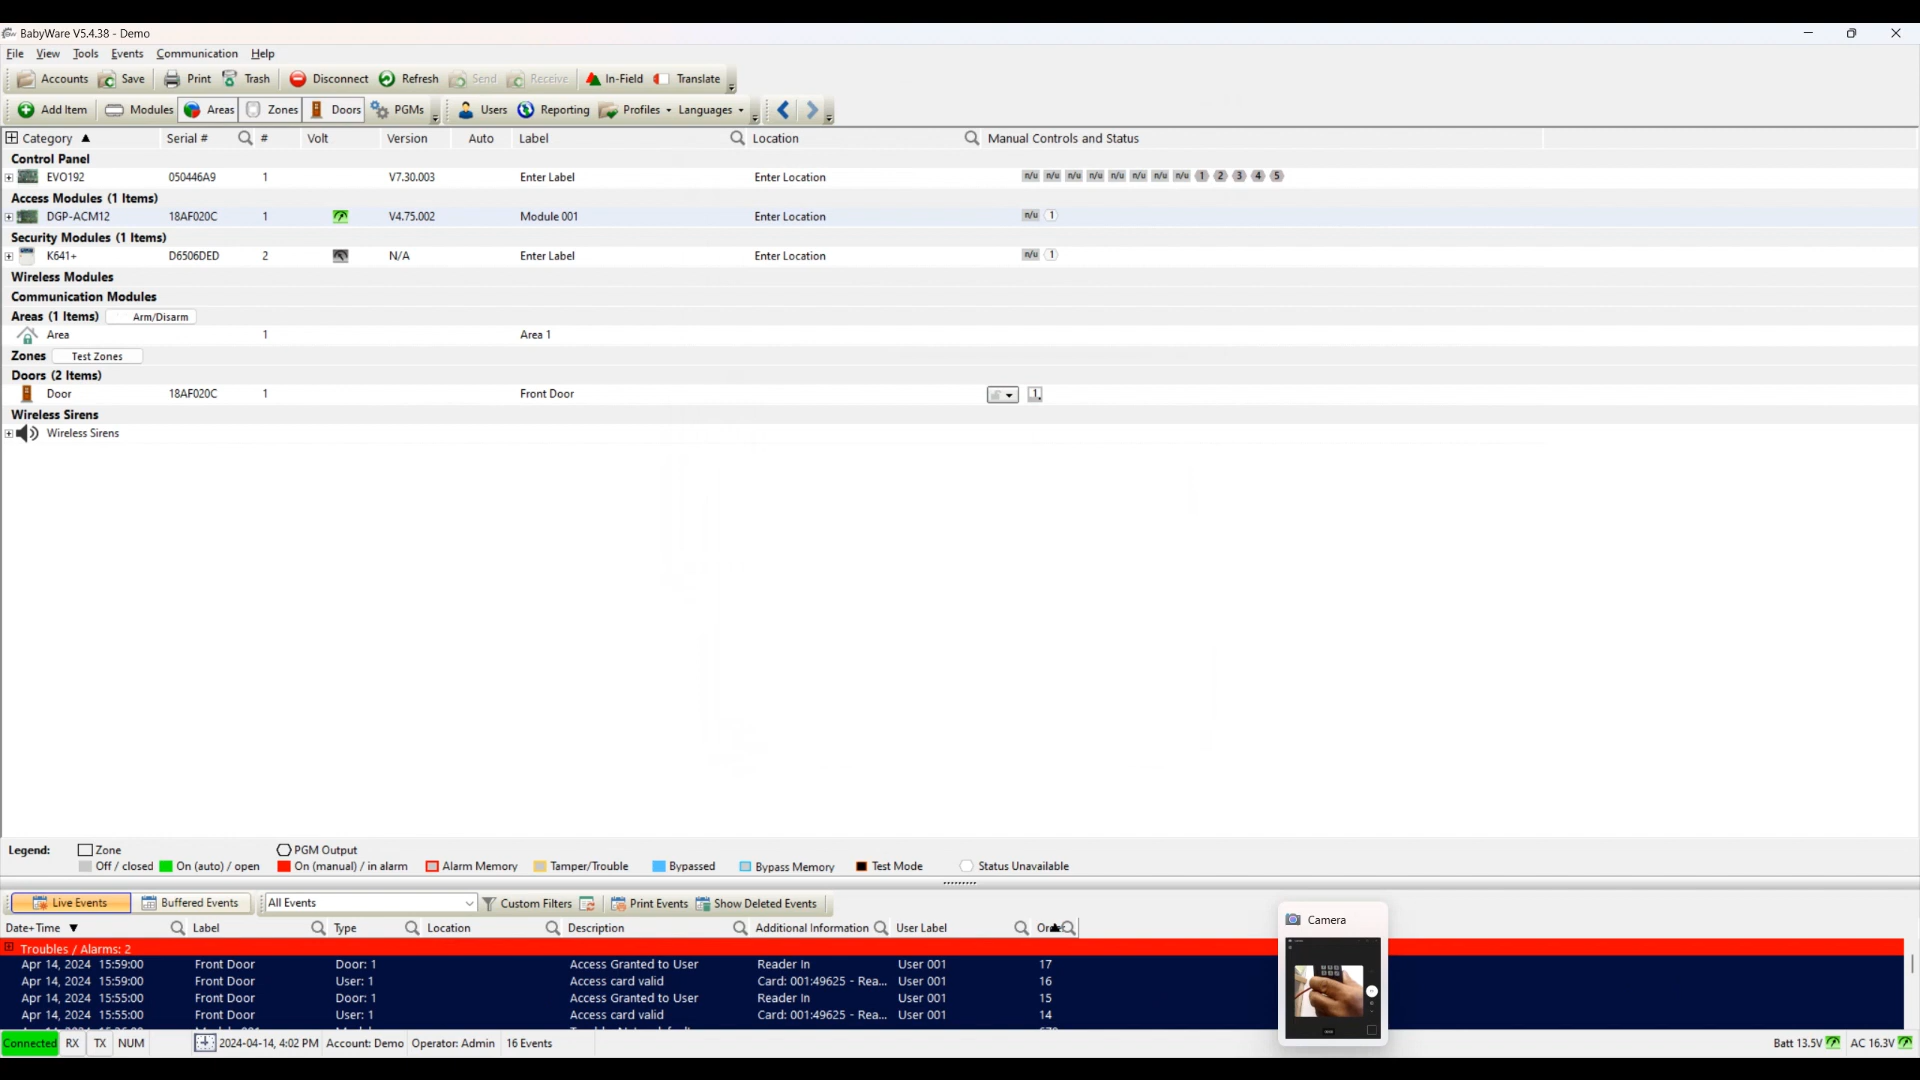 BabyWare V5.4.38 - Demo
File View Tools Events Communication Help
Accounts Save Print Trash Disconnect Refresh Send Receive In-Field Translate
Add Item Modules Areas Zones Doors PGMs Users Reporting Profiles Languages
Category Serial # # Volt Version Auto Label Location Manual Controls and Status
Control Panel
EVO192 050446A9 1 V7.30.003 Enter Label Enter Location n/u n/u n/u n/u n/u n/u n/u n/u 1 2 3 4 5
Access Modules (1 Items)
DGP-ACM12 18AF020C 1 V4.75.002 Module 001 Enter Location n/u 1
Security Modules (1 Items)
K641+ D6506DED 2 N/A Enter Label Enter Location n/u 1
Wireless Modules
Communication Modules
Areas (1 Items) Arm/Disarm
Area 1 Area 1
Zones Test Zones
Doors (2 Items)
Door 18AF020C 1 Front Door 1
Wireless Sirens
Wireless Sirens
Legend: Zone PGM Output
Off / closed On (auto) / open On (manual) / in alarm Alarm Memory Tamper/Trouble Bypassed Bypass Memory Test Mode Status Unavailable
Live Events Buffered Events All Events Custom Filters Print Events Show Deleted Events
Camera
Date+Time Label Type Location Description Additional Information User Label
Troubles / Alarms: 2
Apr 14, 2024 15:59:00 Front Door Door: 1 Access Granted to User Reader In User 001 17
Apr 14, 2024 15:59:00 Front Door User: 1 Access card valid Card: 001:49625 - Rea... User 001 16
Apr 14, 2024 15:55:00 Front Door Door: 1 Access Granted to User Reader In User 001 15
Apr 14, 2024 15:55:00 Front Door User: 1 Access card valid Card: 001:49625 - Rea... User 001 14
Connected RX TX NUM 2024-04-14, 4:02 PM Account: Demo Operator: Admin 16 Events Batt 13.5V AC 16.3V